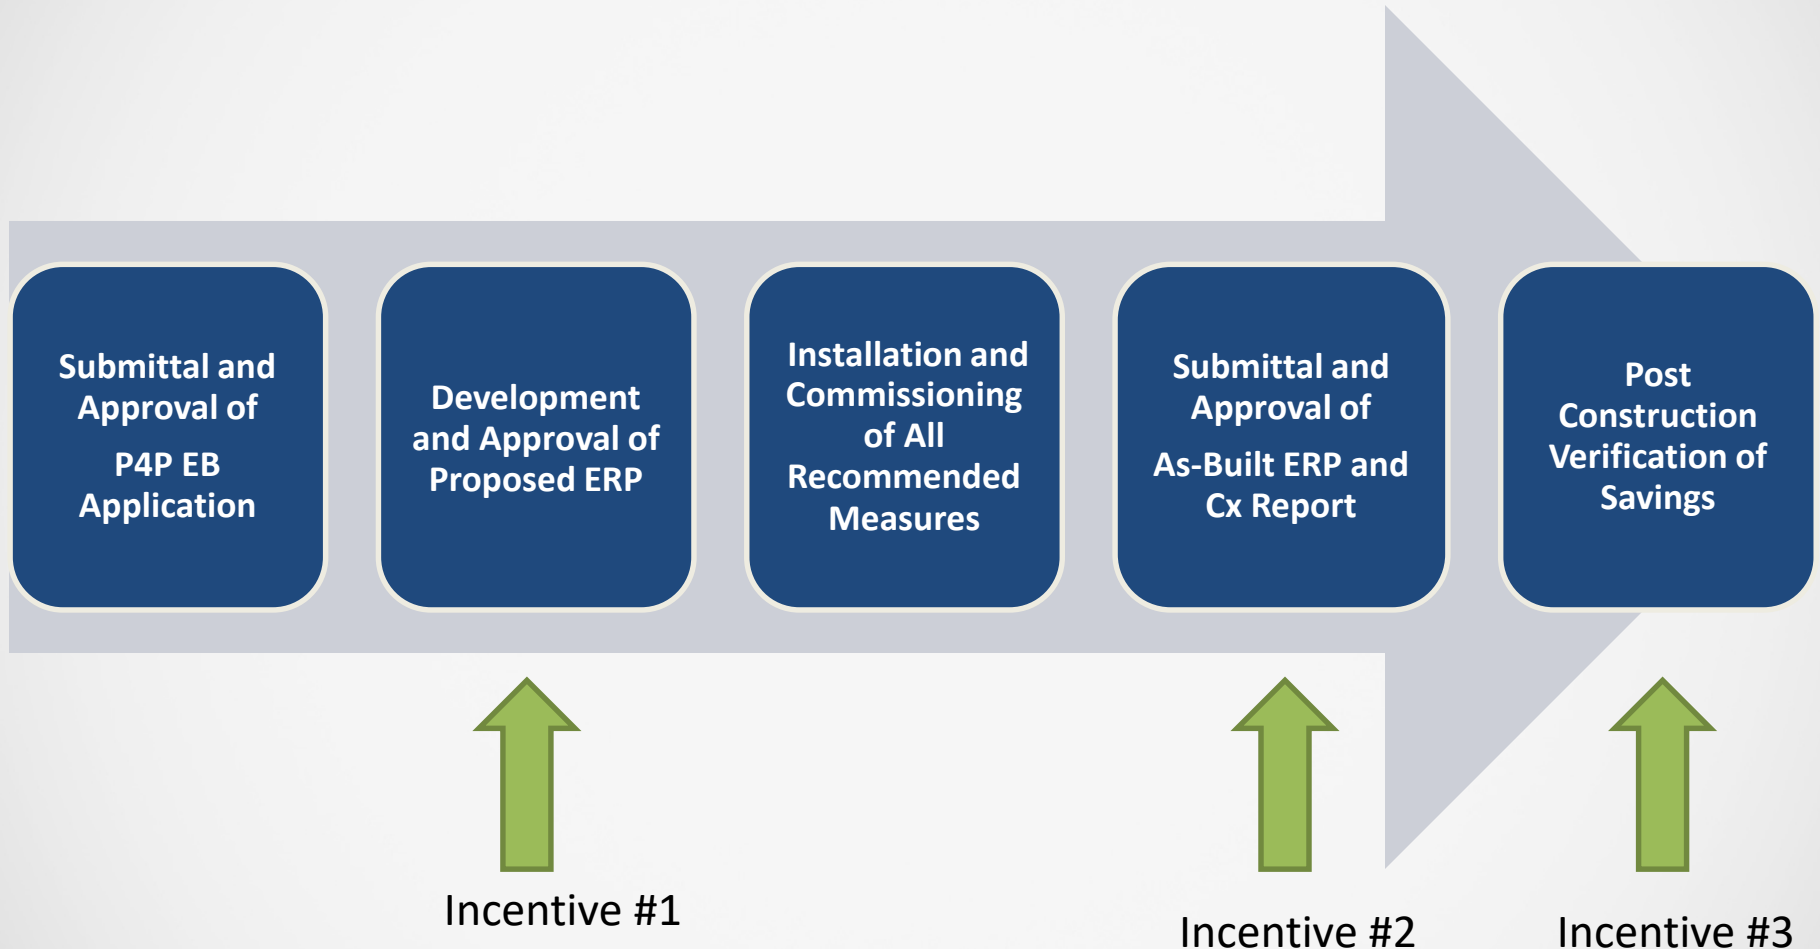 Submittal and
Approval of
P4P EB
Application
Development
and Approval of
Proposed ERP
Installation and
Commissioning
of All
Recommended
Measures
Submittal and
Approval of
As-Built ERP and
Cx Report
Post
Construction
Verification of
Savings
Incentive #1
Incentive #2
Incentive #3